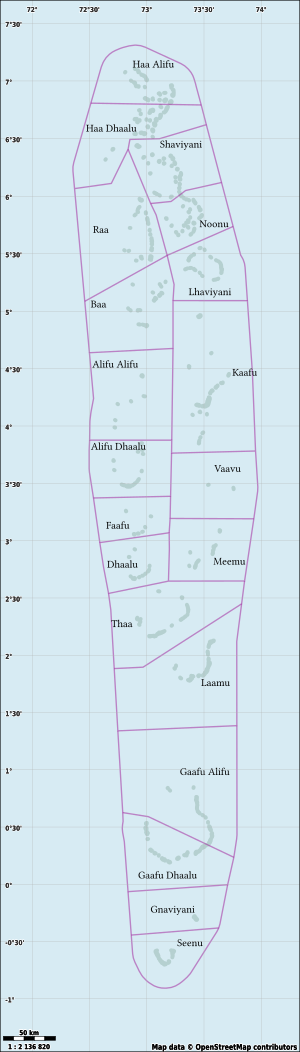 72° 72°30' 73° 73°30' 74°
7°30'
Haa Alifu
7°
Haa Dhaalu
6°30'
Shaviyani
6°
Noonu
Raa
5°30'
Lhaviyani
Baa
5°
Alifu Alifu
4°30'
Kaafu
4°
Alifu Dhaalu
Vaavu
3°30'
Faafu
3°
Dhaalu
Meemu
2°30'
Thaa
2°
Laamu
1°30'
1°
Gaafu Alifu
0°30'
Gaafu Dhaalu
0°
Gnaviyani
-0°30'
Seenu
-1°
50 km
1 : 2 136 820
Map data © OpenStreetMap contributors